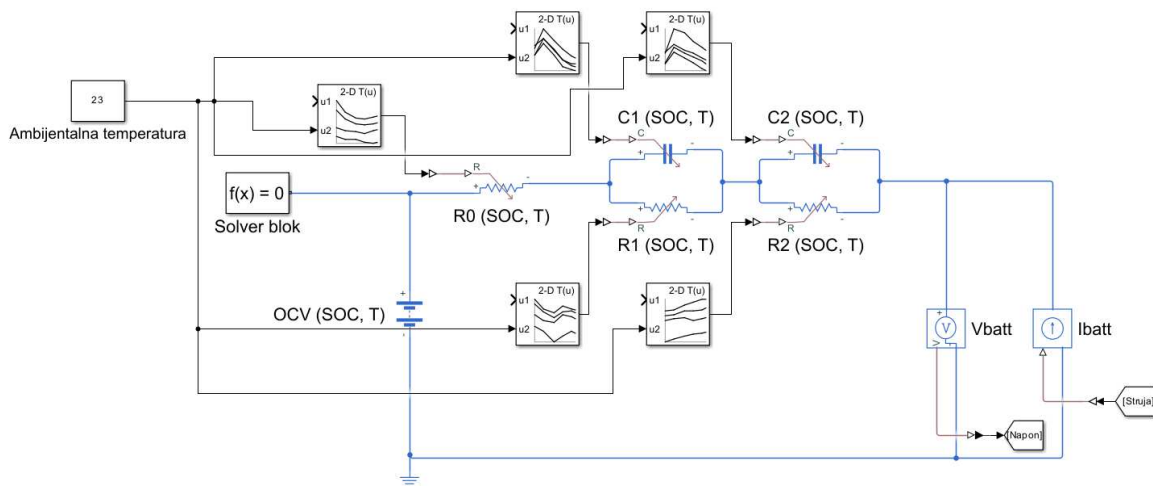 2-D T(u)
u1
u2
2-D T(u)
u1
u2
23
Ambijentalna temperatura
2-D T(u)
u1
u2
C1 (SOC, T)
C2 (SOC, T)
C
+
-
C
+
-
R
+
-
f(x) = 0
Solver blok
R0 (SOC, T)
+
-
R
+
-
R
R1 (SOC, T)
R2 (SOC, T)
OCV (SOC, T)
+
-
2-D T(u)
u1
u2
2-D T(u)
u1
u2
+
V
-
V
Vbatt
Ibatt
[Struja]
[Napon]